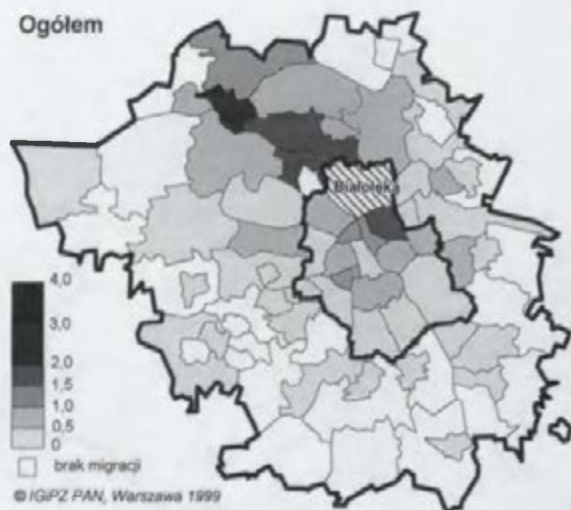 Ogółem
Białołęka
4,0
3,0
2,0
1,5
1,0
0,5
0
brak migracji
© IGiPZ PAN, Warszawa 1999